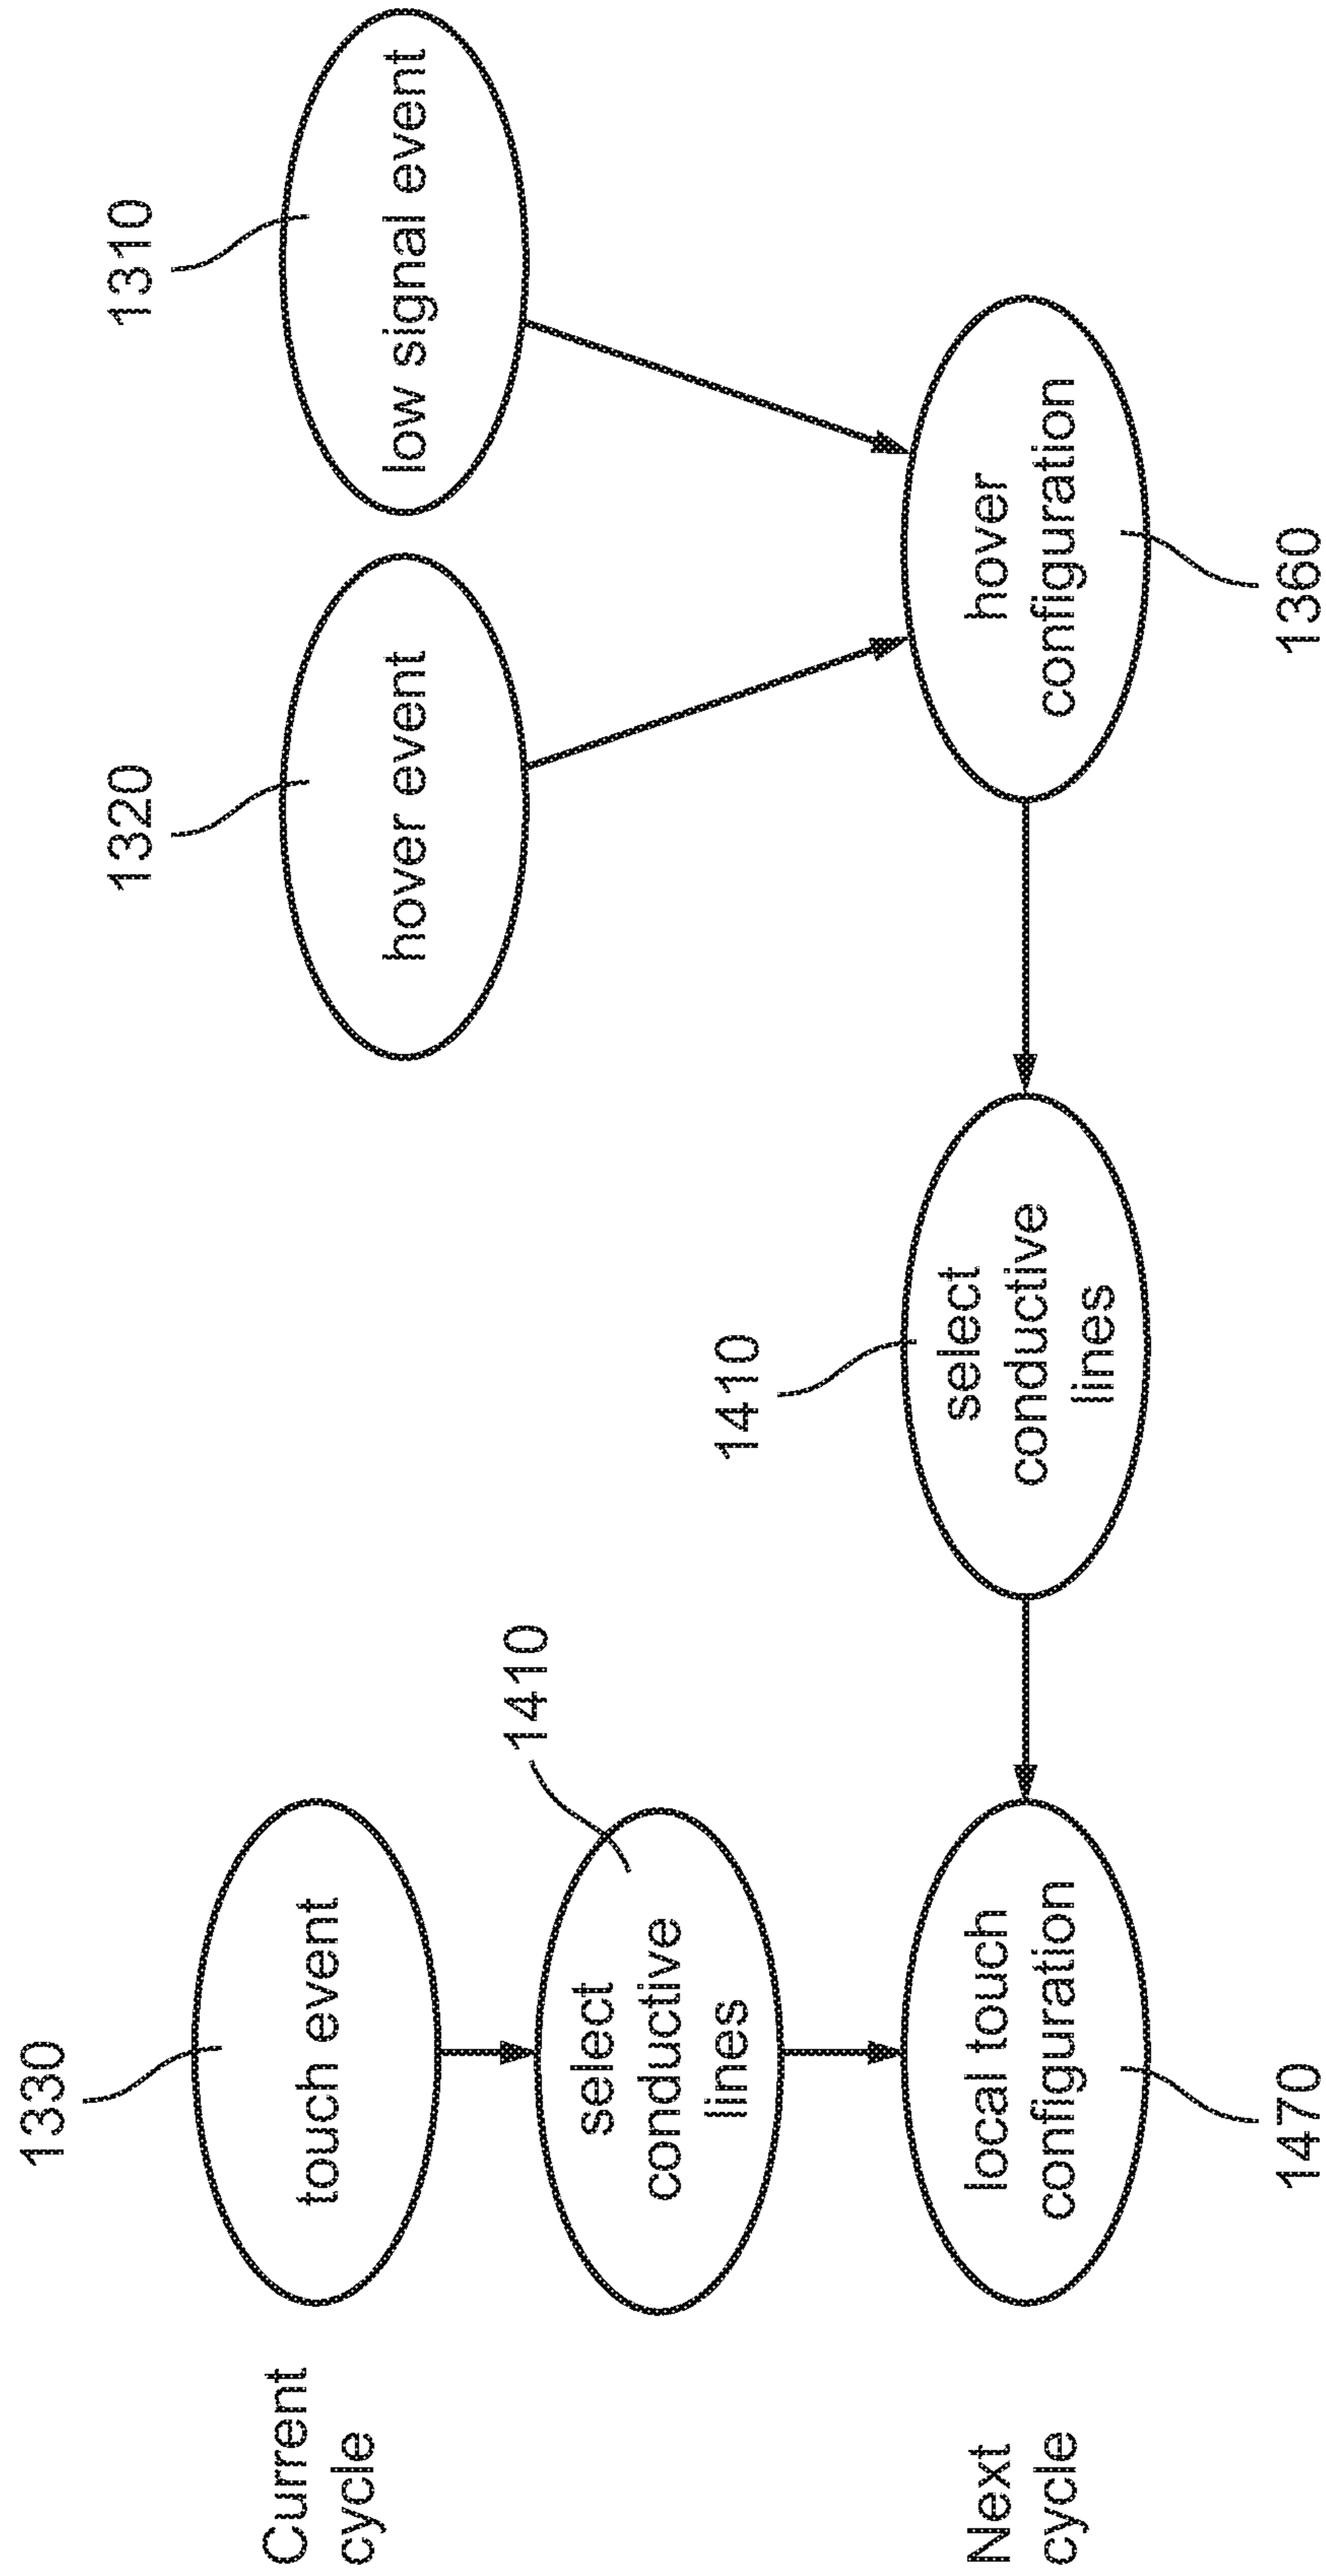 1330
1320
1310
Current
cycle
touch event
hover event
low signal event
1410
select
conductive
lines
1410
Next
cycle
local touch
configuration
select
conductive
lines
hover
configuration
1470
1360